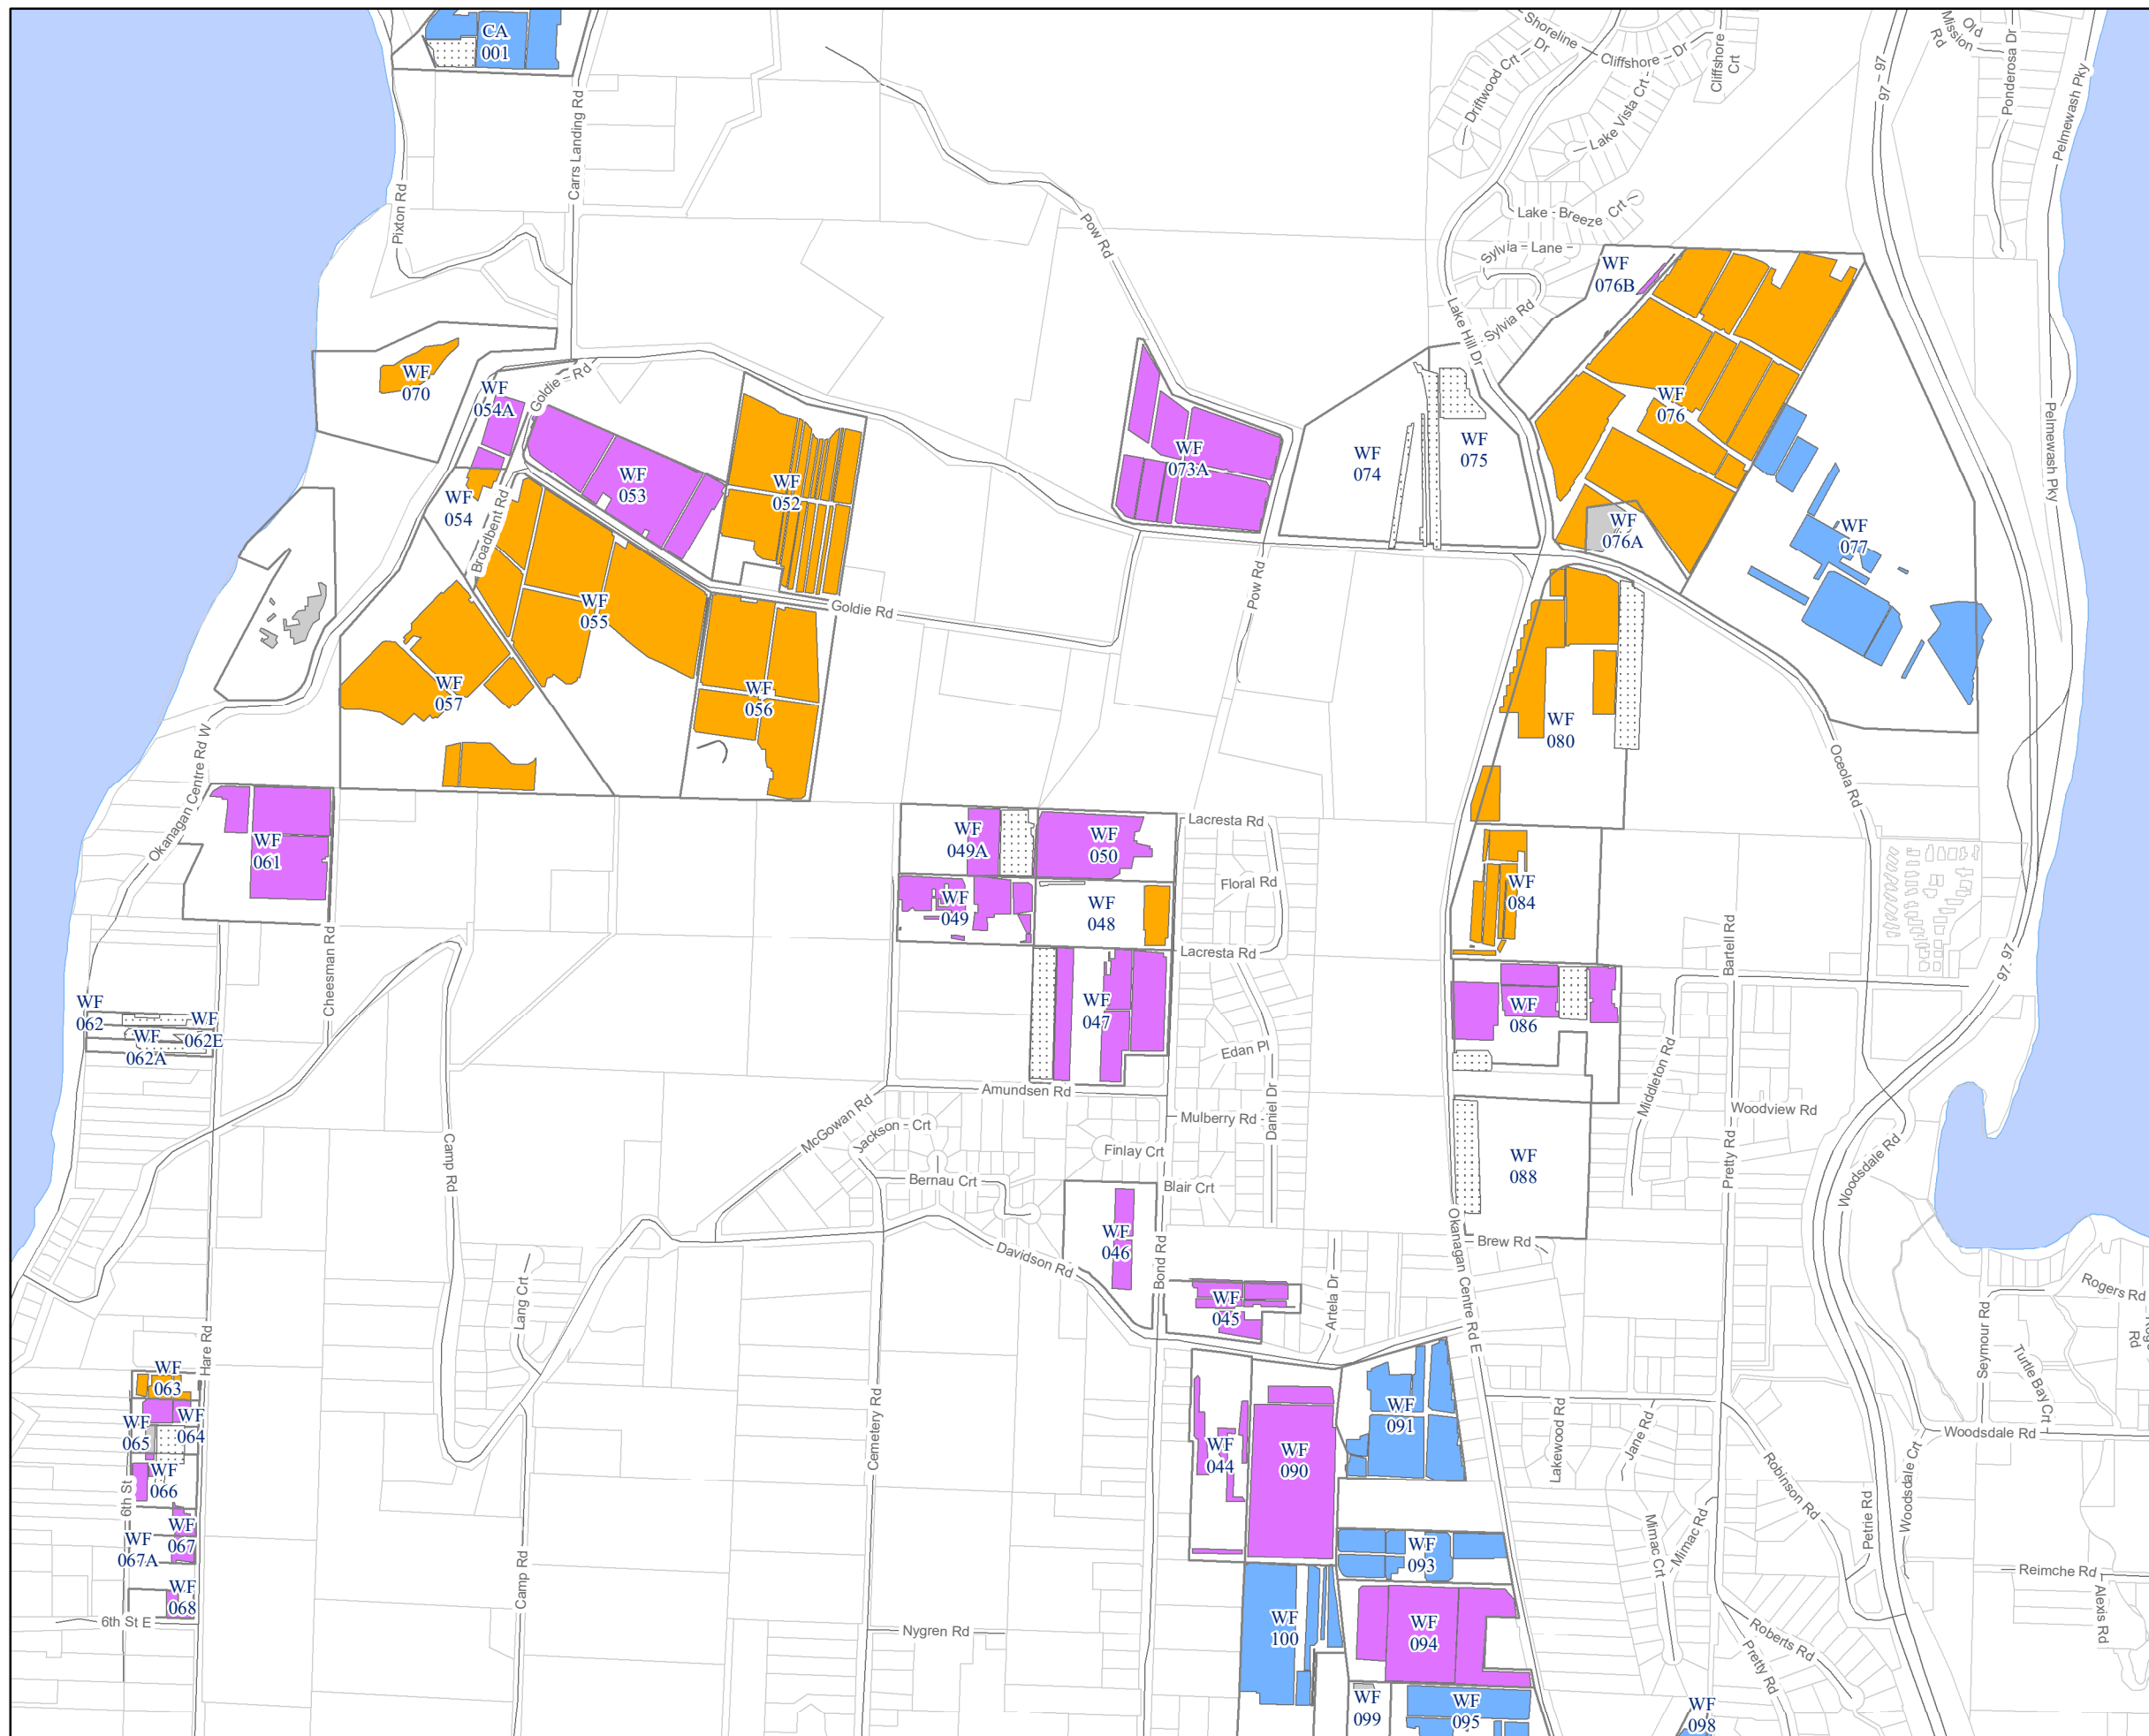 CA
001
Carrs Landing Rd
Pixton Rd
Pow Rd
Shoreline
Dr
Driftwood Crt
Cliffshore
Dr
Cliffshore
Crt
Lake Vista Crt
Lake
Breeze
Crt
Sylvia
Lane
Sylvia Rd
Lake Hill Dr
97
97
Old
Mission
Rd
Ponderosa Dr
Pelmewash Pky
Pelmewash Pky
WF
076B
WF
070
WF
054A
Goldie
Rd
WF
053
WF
052
WF
054
Broadbent Rd
WF
073A
WF
074
WF
075
WF
076
WF
076A
WF
077
WF
055
Goldie Rd
Pow Rd
WF
057
WF
056
WF
080
Oceola Rd
Okanagan Centre Rd W
WF
061
WF
049A
WF
050
Lacresta Rd
WF
049
WF
048
Floral Rd
Lacresta Rd
WF
084
Cheesman Rd
Bartell Rd
97
97
WF
062
WF
062E
WF
062A
WF
047
Edan Pl
WF
086
Middleton Rd
Amundsen Rd
McGowan Rd
Jackson
Crt
Mulberry Rd
Daniel Dr
Finlay Crt
Woodview Rd
Camp Rd
Bernau Crt
Blair Crt
WF
088
Pretty Rd
Woodsdale Rd
WF
046
Davidson Rd
Bond Rd
Okanagan Centre Rd E
Brew Rd
Lang Crt
WF
045
Artela Dr
Rogers Rd
Rd
Seymour Rd
Turtle Bay Crt
Hare Rd
WF
063
WF
065
WF
064
WF
066
6th St
WF
067
WF
067A
WF
068
6th St E
Camp Rd
Cemetery Rd
Nygren Rd
WF
044
WF
090
WF
091
WF
093
WF
100
WF
094
WF
099
WF
095
WF
098
Lakewood Rd
Jane Rd
Robinson Rd
Mimac Crt
Mimac Rd
Petrie Rd
Woodsdale Crt
Woodsdale Rd
Reimche Rd
Alexis Rd
Roberts Rd
Pretty Rd